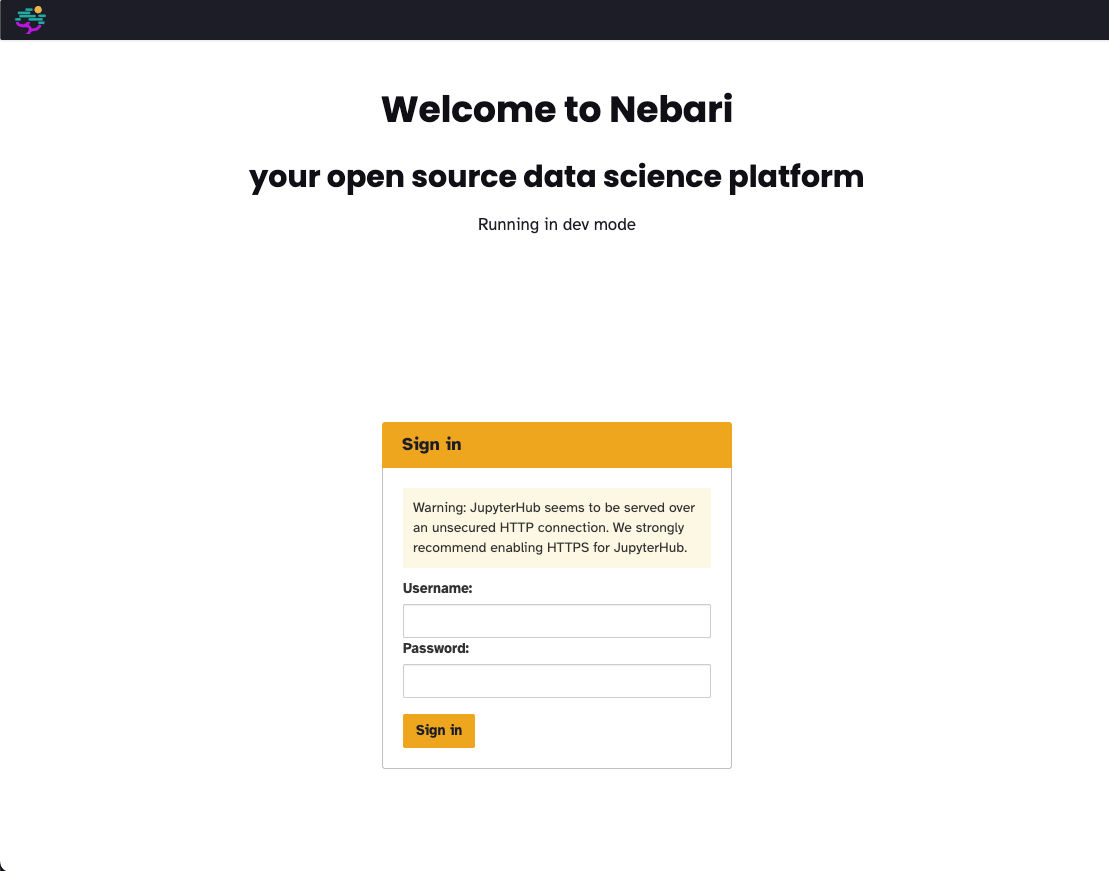 Welcome to Nebari
your open source data science platform
Running in dev mode
Sign in
Warning: JupyterHub seems to be served over
an unsecured HTTP connection. We strongly
recommend enabling HTTPS for JupyterHub.
Username:
Password:
Sign in